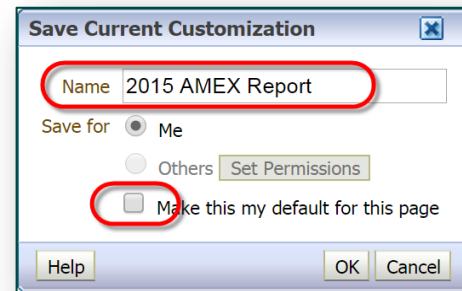 Save Current Customization
Name 2015 AMEX Report
Save for Me
Others Set Permissions
Make this my default for this page
Help OK Cancel